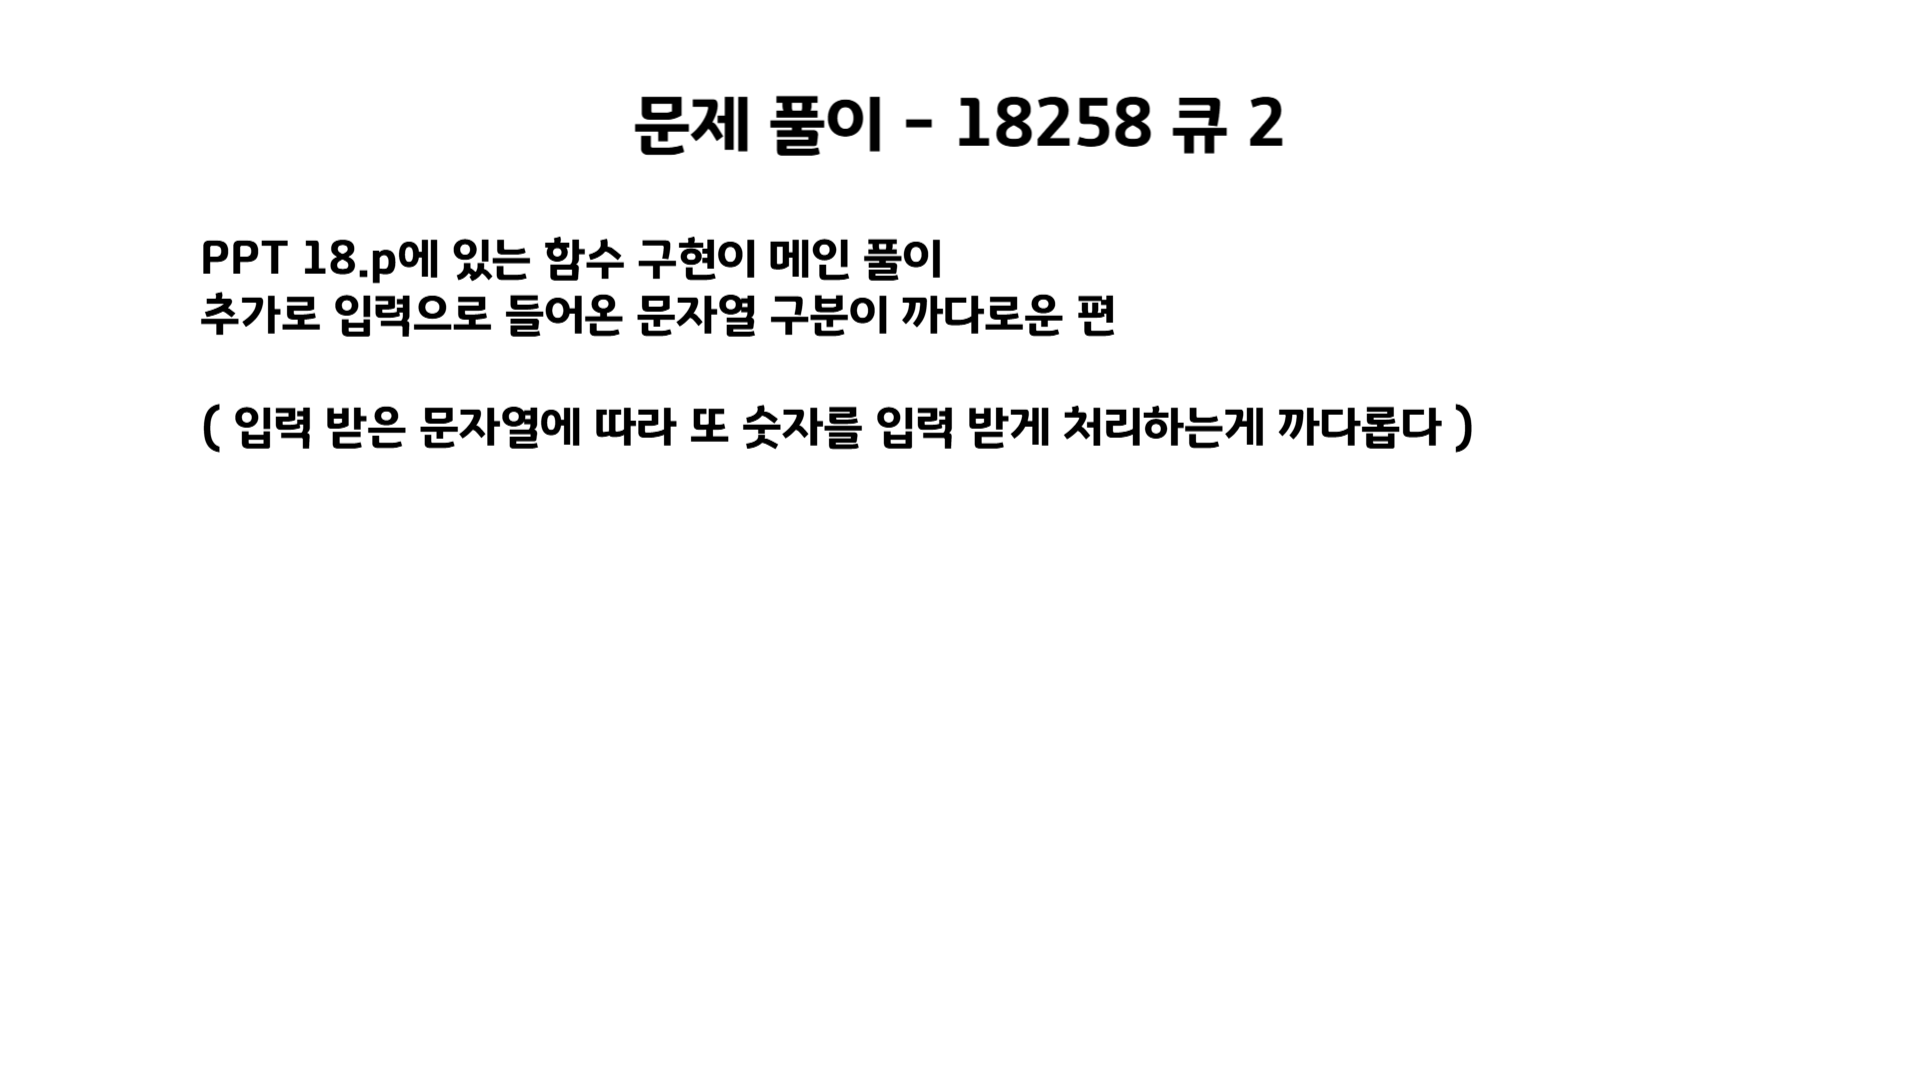 문제 풀이 - 18258 큐 2
PPT 18.p에 있는 함수 구현이 메인 풀이
추가로 입력으로 들어온 문자열 구분이 까다로운 편
( 입력 받은 문자열에 따라 또 숫자를 입력 받게 처리하는게 까다롭다 )